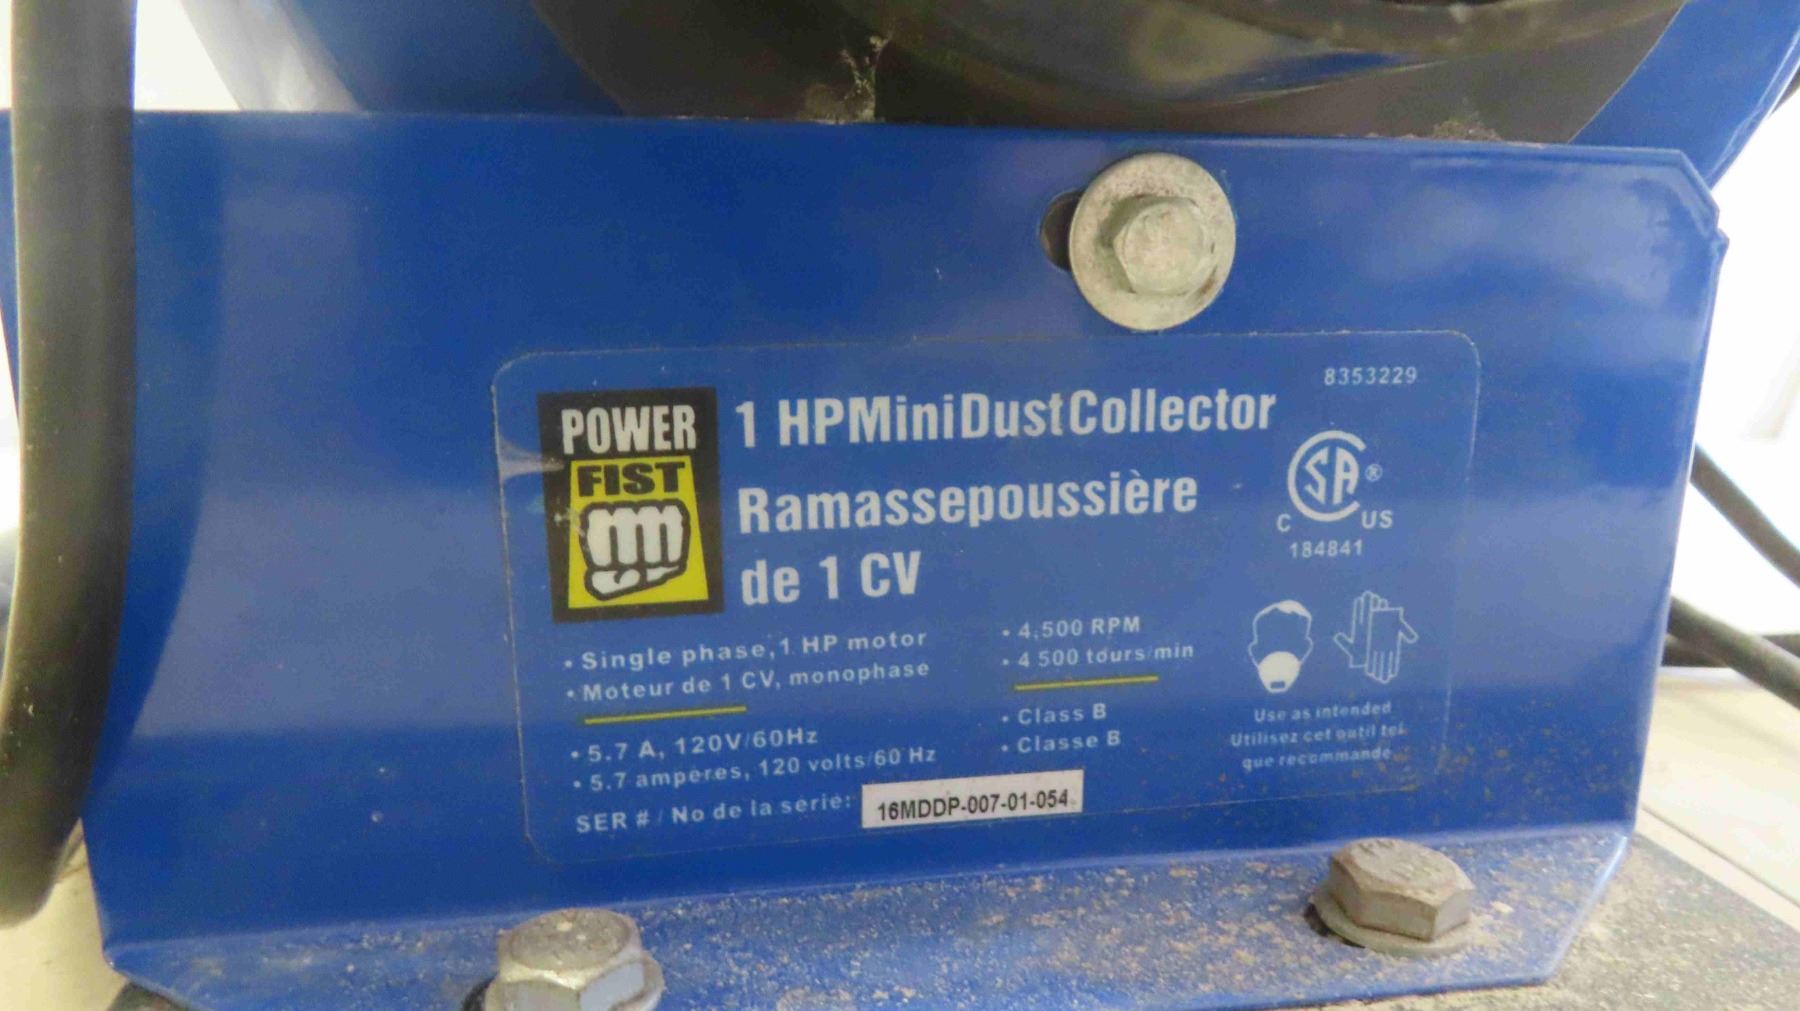 POWER
FIST
1 HPMiniDustCollector
Ramassepoussière
de 1 CV
8353229
SA®
C US
184841
• Single phase, 1 HP motor
• Moteur de 1 CV, monophase
• 4,500 RPM
• 4 500 tours/min
• 5.7 A, 120V/60Hz
• 5.7 ampères, 120 volts/60 Hz
• Class B
• Classe B
Use as intended
Utilisez cet outil tel
que recommandé
SER # / No de la série: 16MDDP-007-01-054